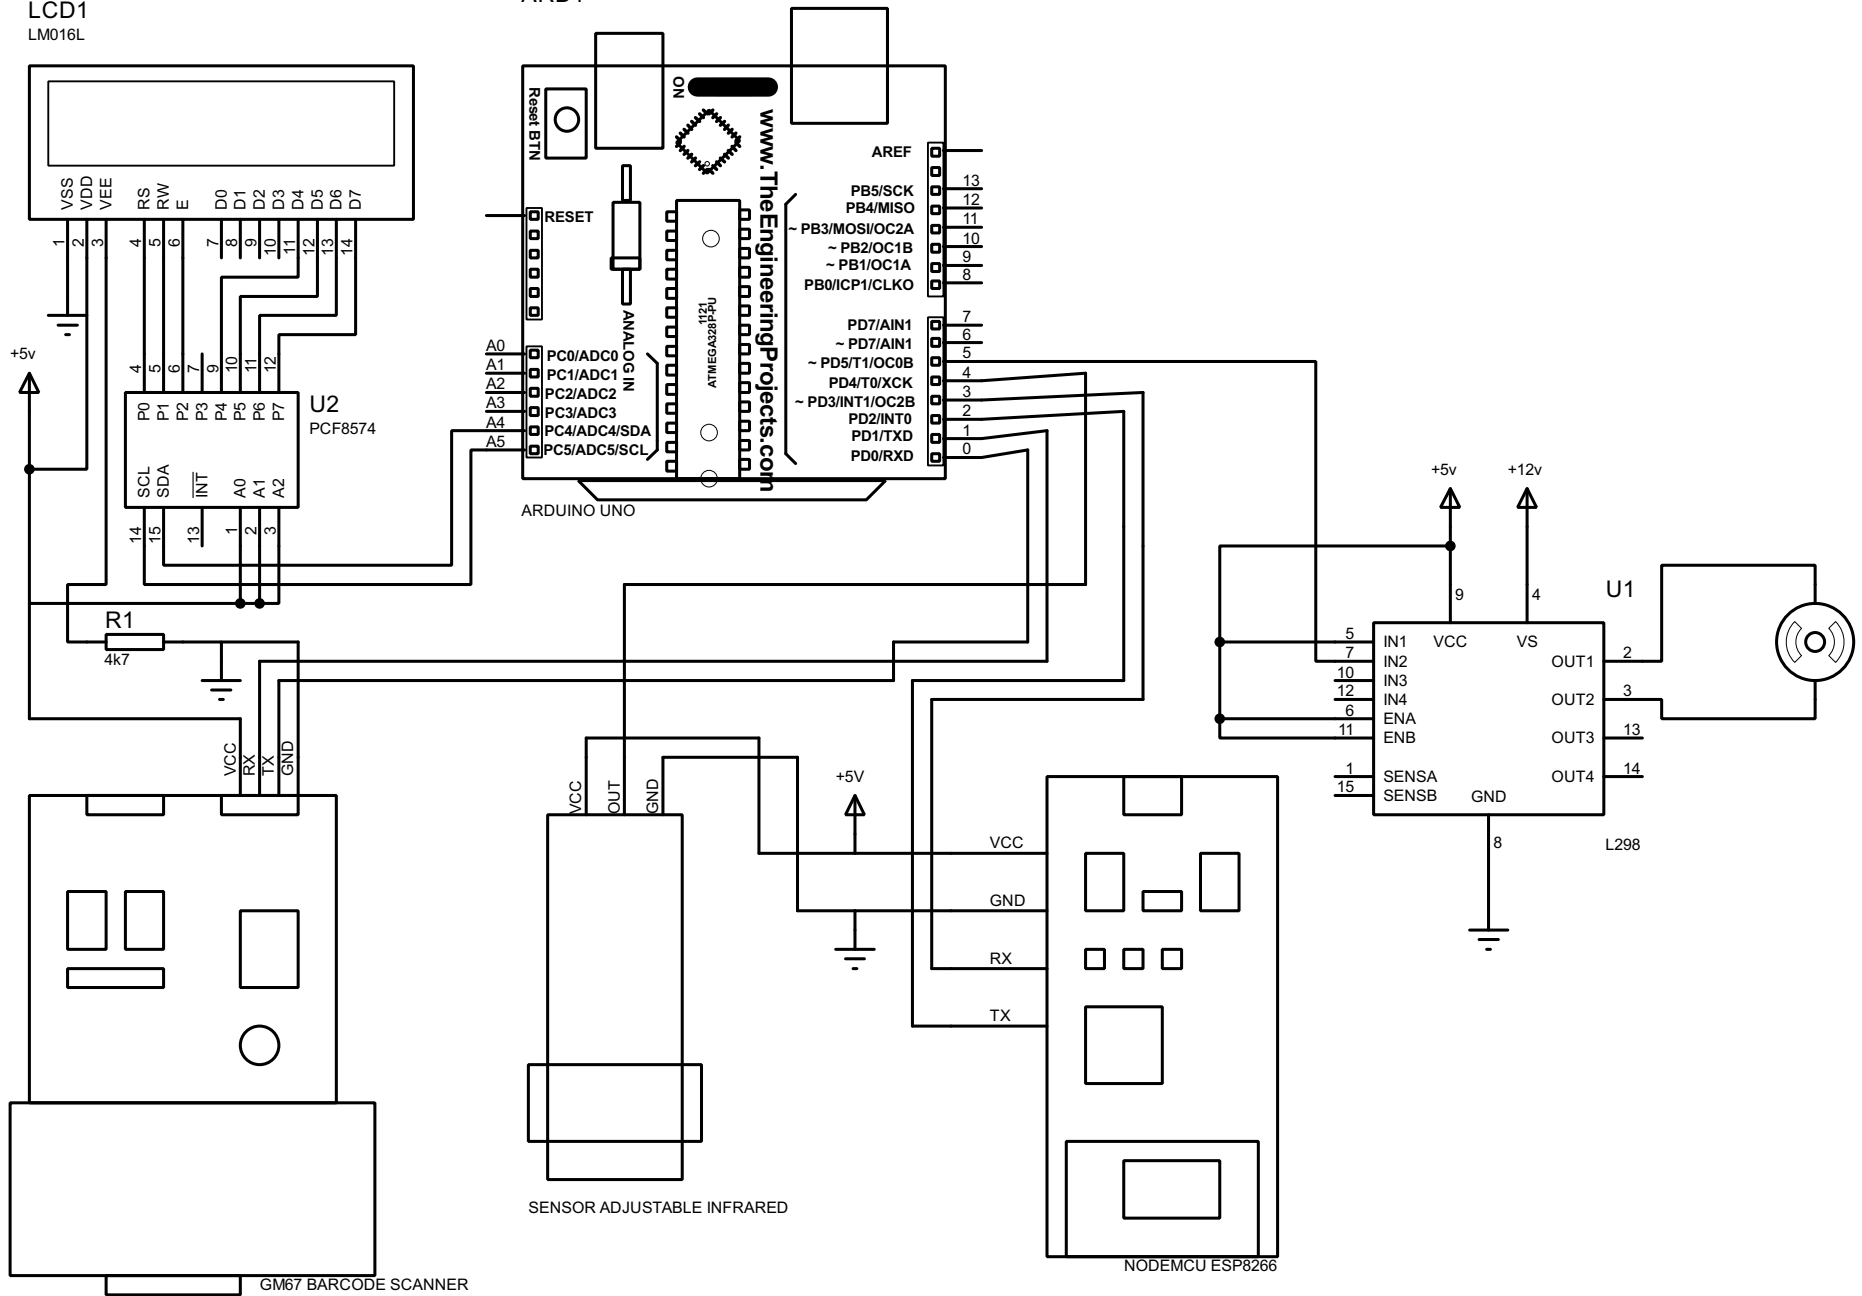 LCD1
LM016L
VSS
VDD
VEE
RS
RW
E
D0
D1
D2
D3
D4
D5
D6
D7
1
2
3
4
5
6
7
8
9
10
11
12
13
14
+5v
4
5
6
7
9
10
11
12
P0
P1
P2
P3
P4
P5
P6
P7
U2
PCF8574
SCL
SDA
INT
A0
A1
A2
14
15
13
1
2
3
R1
4k7
Reset BTN
ON
www.TheEngineeringProjects.com
1121
ATMEGA328P-PU
ANALOG IN
RESET
A0
PC0/ADC0
A1
PC1/ADC1
A2
PC2/ADC2
A3
PC3/ADC3
A4
PC4/ADC4/SDA
A5
PC5/ADC5/SCL
AREF
PB5/SCK
13
PB4/MISO
12
~ PB3/MOSI/OC2A
11
~ PB2/OC1B
10
~ PB1/OC1A
9
PB0/ICP1/CLKO
8
PD7/AIN1
7
~ PD7/AIN1
6
~ PD5/T1/OC0B
5
PD4/T0/XCK
4
~ PD3/INT1/OC2B
3
PD2/INT0
2
PD1/TXD
1
PD0/RXD
0
ARDUINO UNO
+5v
+12v
9
4
U1
VCC
VS
5
IN1
7
IN2
10
IN3
12
IN4
6
ENA
11
ENB
1
SENSA
15
SENSB
GND
OUT1
2
OUT2
3
OUT3
13
OUT4
14
8
L298
VCC
RX
TX
GND
GM67 BARCODE SCANNER
VCC
OUT
GND
SENSOR ADJUSTABLE INFRARED
+5V
VCC
GND
RX
TX
NODEMCU ESP8266